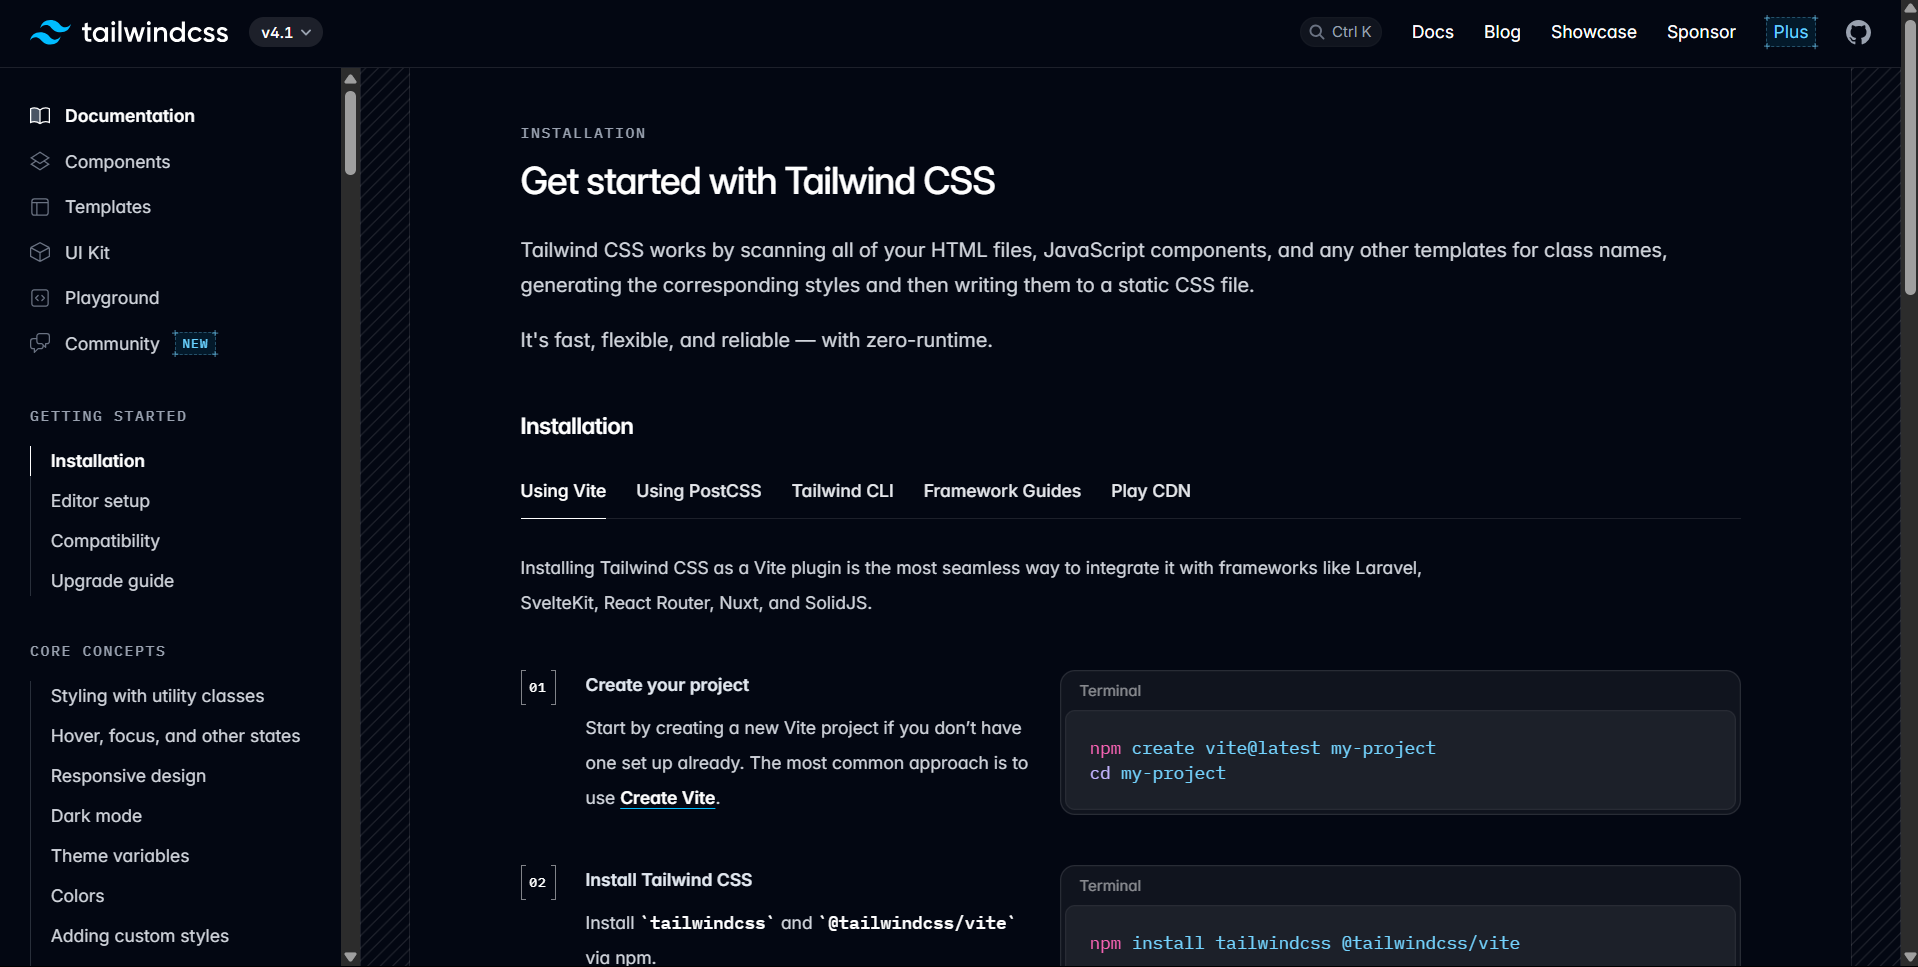 tailwindcss v4.1
Ctrl K Docs Blog Showcase Sponsor Plus
Documentation
Components
Templates
UI Kit
Playground
Community NEW
GETTING STARTED
Installation
Editor setup
Compatibility
Upgrade guide
CORE CONCEPTS
Styling with utility classes
Hover, focus, and other states
Responsive design
Dark mode
Theme variables
Colors
Adding custom styles
INSTALLATION
Get started with Tailwind CSS
Tailwind CSS works by scanning all of your HTML files, JavaScript components, and any other templates for class names,
generating the corresponding styles and then writing them to a static CSS file.
It's fast, flexible, and reliable — with zero-runtime.
Installation
Using Vite Using PostCSS Tailwind CLI Framework Guides Play CDN
Installing Tailwind CSS as a Vite plugin is the most seamless way to integrate it with frameworks like Laravel,
SvelteKit, React Router, Nuxt, and SolidJS.
01 Create your project
Start by creating a new Vite project if you don’t have
one set up already. The most common approach is to
use Create Vite.
Terminal
npm create vite@latest my-project
cd my-project
02 Install Tailwind CSS
Install `tailwindcss` and `@tailwindcss/vite`
via npm.
Terminal
npm install tailwindcss @tailwindcss/vite